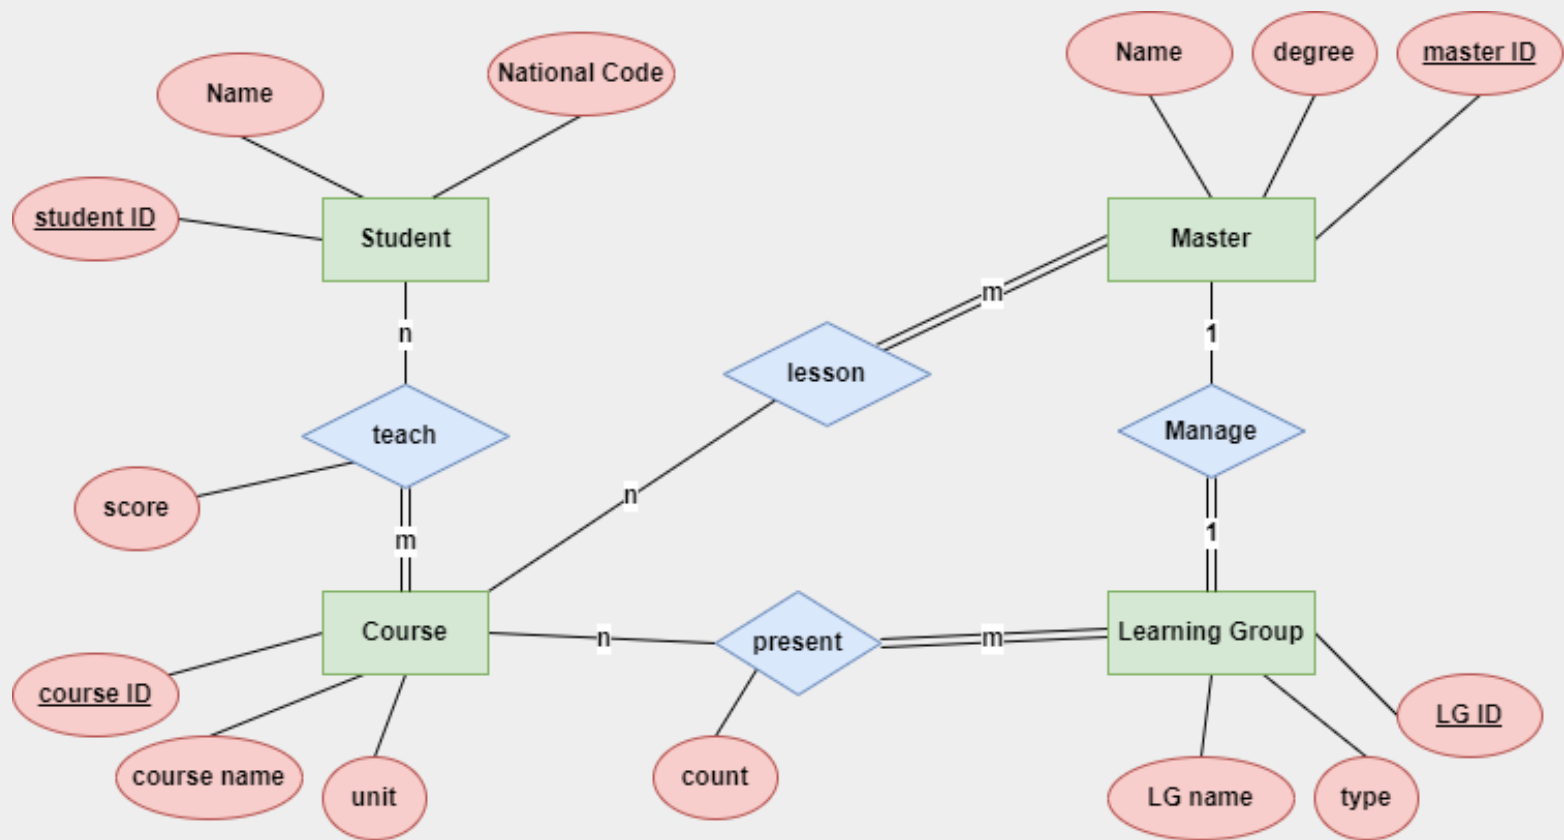 Name
degree
master ID
National Code
Name
student ID
Student
Master
m
n
1
lesson
teach
Manage
n
score
m
1
Course
n
present
m
Learning Group
course ID
LG ID
course name
count
unit
LG name
type